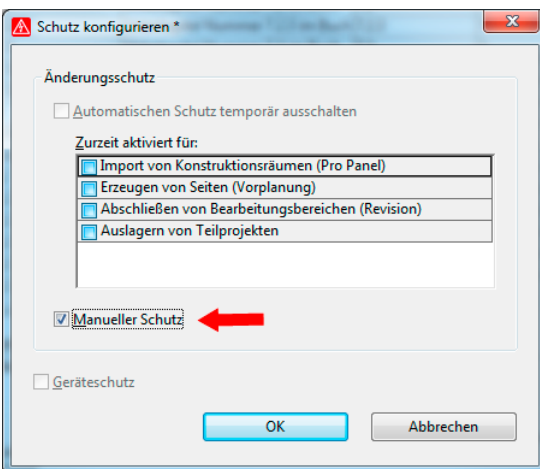 Schutz konfigurieren *
Änderungsschutz
Automatischen Schutz temporär ausschalten
Zurzeit aktiviert für:
Import von Konstruktionsräumen (Pro Panel)
Erzeugen von Seiten (Vorplanung)
Abschließen von Bearbeitungsbereichen (Revision)
Auslagern von Teilprojekten
Manueller Schutz
Geräteschutz
OK
Abbrechen